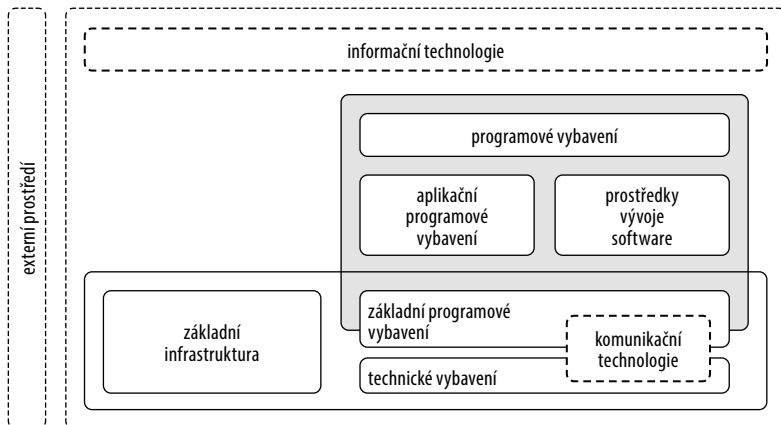 externí prostředí
informační technologie
programové vybavení
aplikační
programové
vybavení
prostředky
vývoje
software
základní
infrastruktura
základní programové
vybavení
komunikační
technologie
technické vybavení